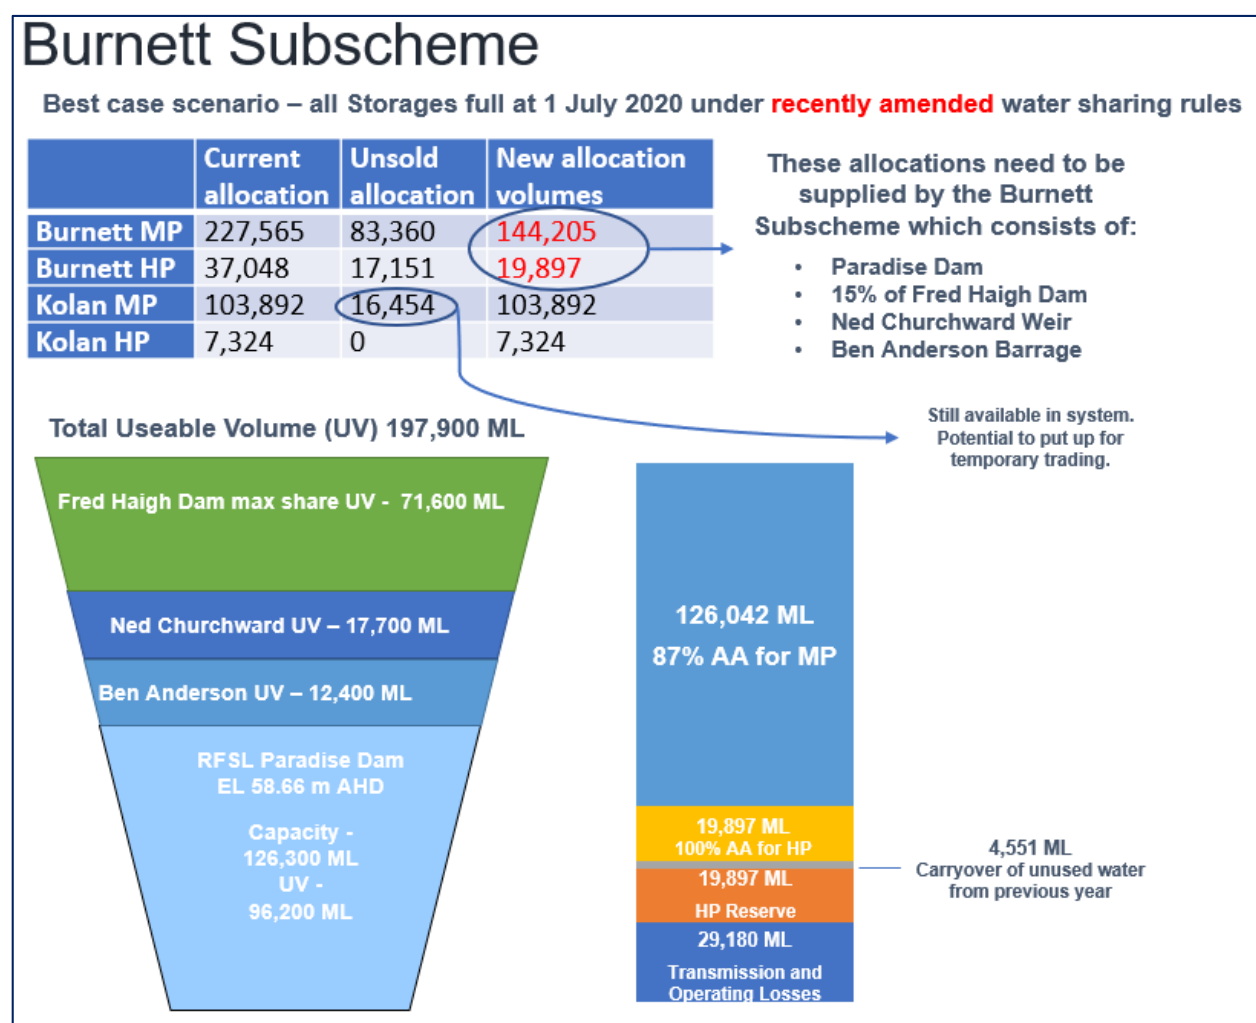 Burnett Subscheme
Best case scenario – all Storages full at 1 July 2020 under recently amended water sharing rules
Current allocation Unsold allocation New allocation volumes
Burnett MP 227,565 83,360 144,205
Burnett HP 37,048 17,151 19,897
Kolan MP 103,892 16,454 103,892
Kolan HP 7,324 0 7,324
These allocations need to be
supplied by the Burnett
Subscheme which consists of:
• Paradise Dam
• 15% of Fred Haigh Dam
• Ned Churchward Weir
• Ben Anderson Barrage
Still available in system.
Potential to put up for
temporary trading.
Total Useable Volume (UV) 197,900 ML
Fred Haigh Dam max share UV - 71,600 ML
Ned Churchward UV – 17,700 ML
Ben Anderson UV – 12,400 ML
RFSL Paradise Dam
EL 58.66 m AHD
Capacity -
126,300 ML
UV -
96,200 ML
126,042 ML
87% AA for MP
19,897 ML
100% AA for HP
19,897 ML
HP Reserve
29,180 ML
Transmission and
Operating Losses
4,551 ML
Carryover of unused water
from previous year